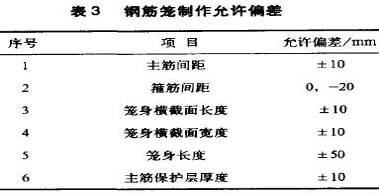 表3 钢筋笼制作允许偏差
序号 项 目 允许偏差/mm
1 主筋间距 ±10
2 箍筋间距 0，－20
3 笼身横截面长度 ±10
4 笼身横截面宽度 ±10
5 笼身长度 ±50
6 主筋保护层厚度 ±10